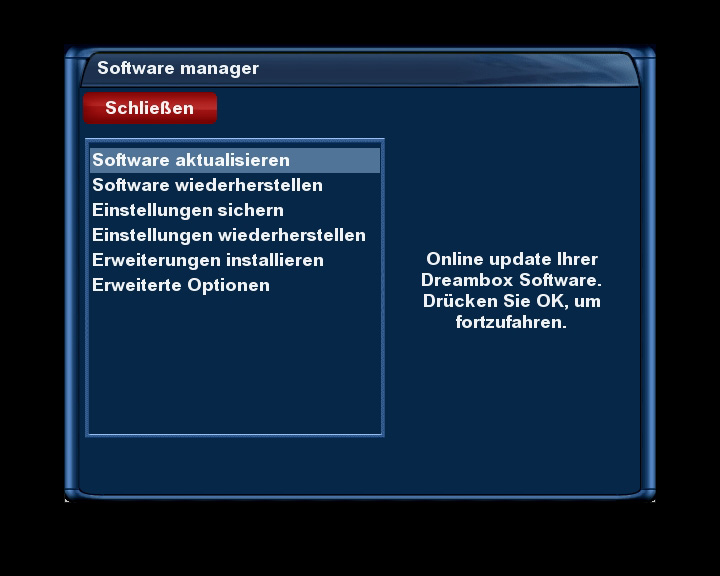 Software manager
Schließen
Software aktualisieren
Software wiederherstellen
Einstellungen sichern
Einstellungen wiederherstellen
Erweiterungen installieren
Erweiterte Optionen
Online update Ihrer
Dreambox Software.
Drücken Sie OK, um
fortzufahren.